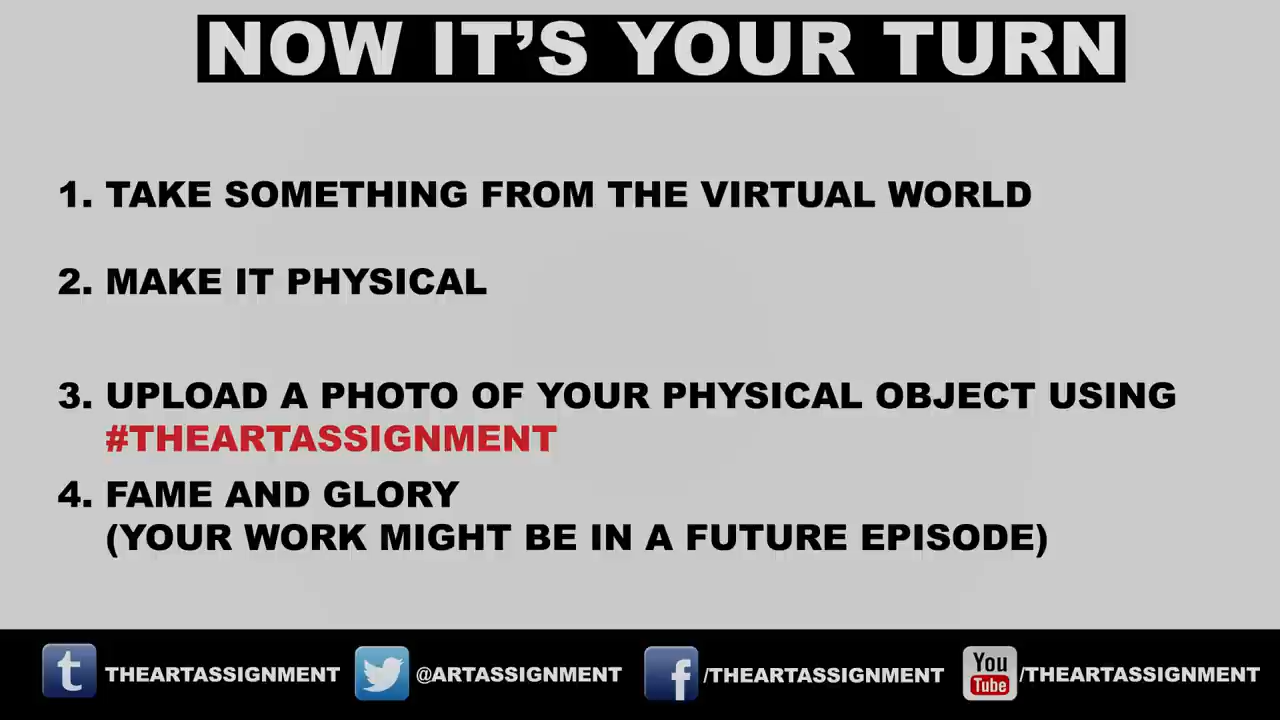 NOW IT'S YOUR TURN
1. TAKE SOMETHING FROM THE VIRTUAL WORLD
2. MAKE IT PHYSICAL
3. UPLOAD A PHOTO OF YOUR PHYSICAL OBJECT USING
#THEARTASSIGNMENT
4. FAME AND GLORY
(YOUR WORK MIGHT BE IN A FUTURE EPISODE)
t THEARTASSIGNMENT @ARTASSIGNMENT f /THEARTASSIGNMENT You Tube /THEARTASSIGNMENT